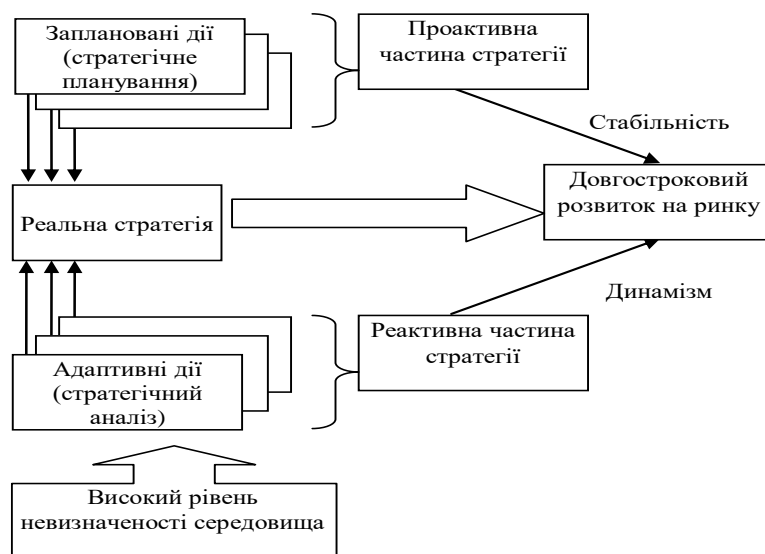 Заплановані дії
(стратегічне
планування)
Проактивна
частина стратегії
Стабільність
Реальна стратегія
Довгостроковий
розвиток на ринку
Динамізм
Реактивна частина
стратегії
Адаптивні дії
(стратегічний
аналіз)
Високий рівень
невизначеності середовища